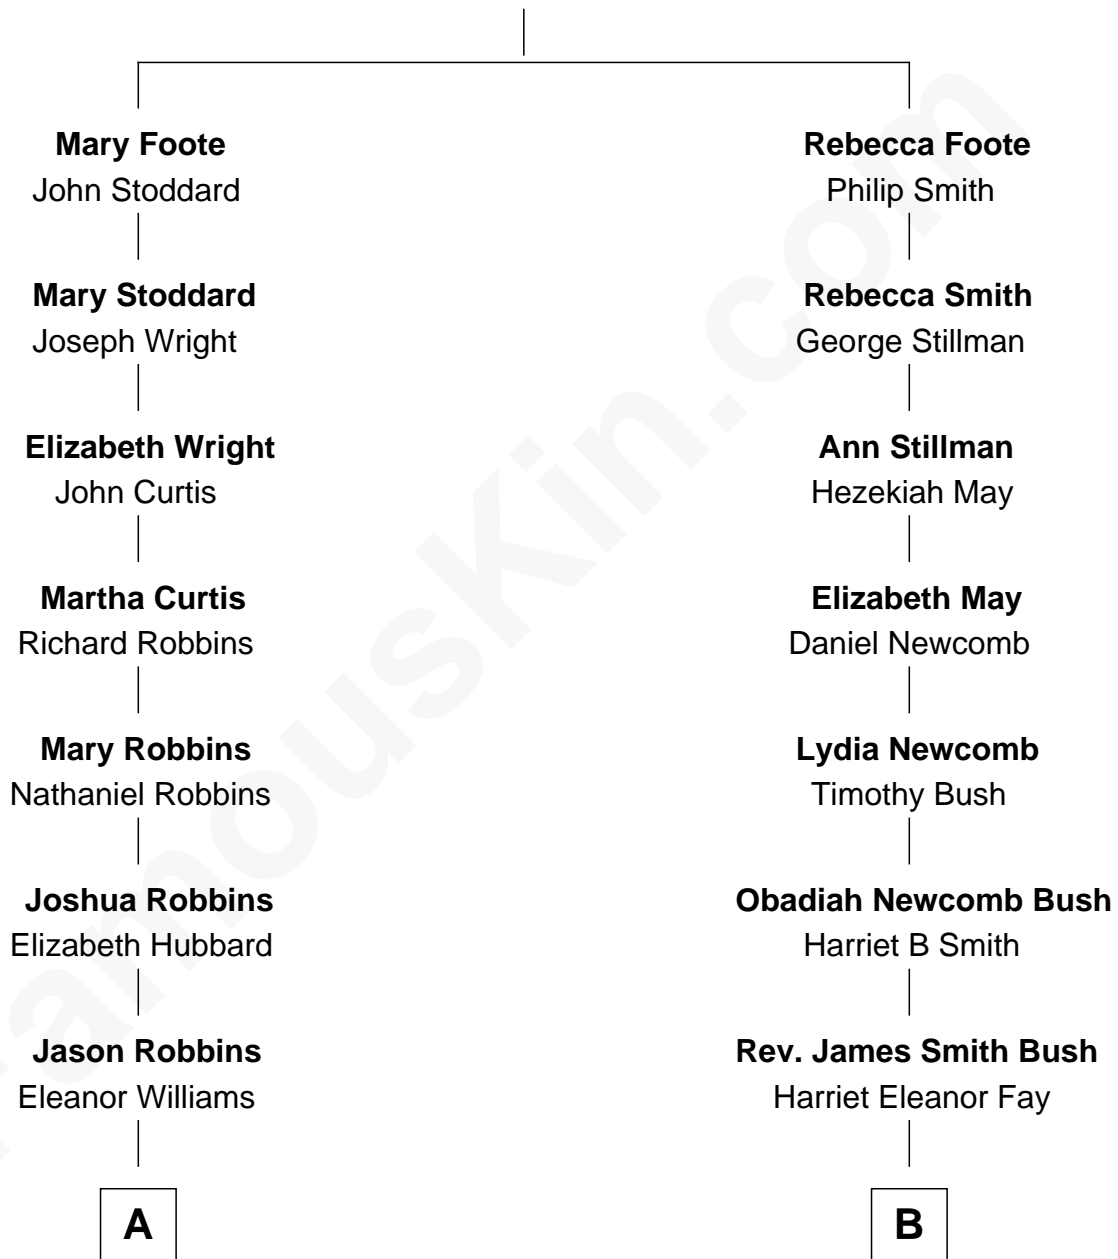 Mary Foote
John Stoddard
Mary Stoddard
Joseph Wright
Elizabeth Wright
John Curtis
Martha Curtis
Richard Robbins
Mary Robbins
Nathaniel Robbins
Joshua Robbins
Elizabeth Hubbard
Jason Robbins
Eleanor Williams
A
Rebecca Foote
Philip Smith
Rebecca Smith
George Stillman
Ann Stillman
Hezekiah May
Elizabeth May
Daniel Newcomb
Lydia Newcomb
Timothy Bush
Obadiah Newcomb Bush
Harriet B Smith
Rev. James Smith Bush
Harriet Eleanor Fay
B
FamousKin.com